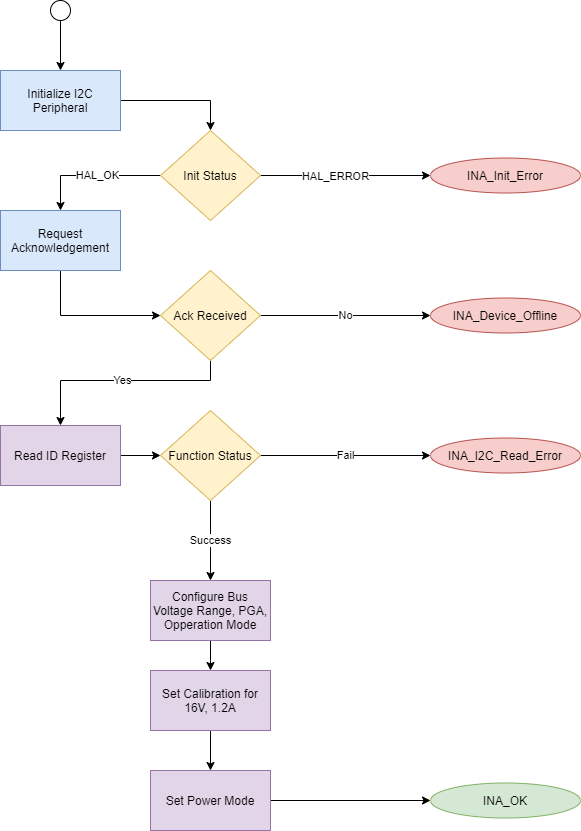 Initialize I2C
Peripheral
Init Status
HAL_OK
HAL_ERROR
INA_Init_Error
Request
Acknowledgement
Ack Received
No
INA_Device_Offline
Yes
Read ID Register
Function Status
Fail
INA_I2C_Read_Error
Success
Configure Bus
Voltage Range, PGA,
Opperation Mode
Set Calibration for
16V, 1.2A
Set Power Mode
INA_OK